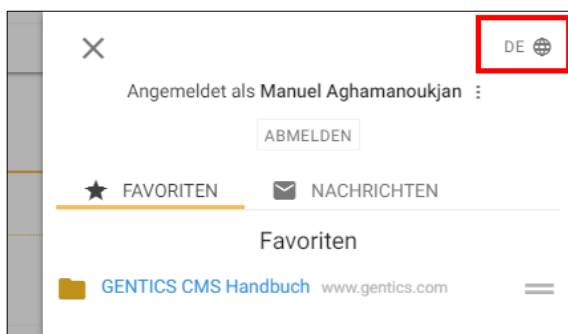 DE
Angemeldet als Manuel Aghamanoukjan
ABMELDEN
FAVORITEN NACHRICHTEN
Favoriten
GENTICS CMS Handbuch www.gentics.com